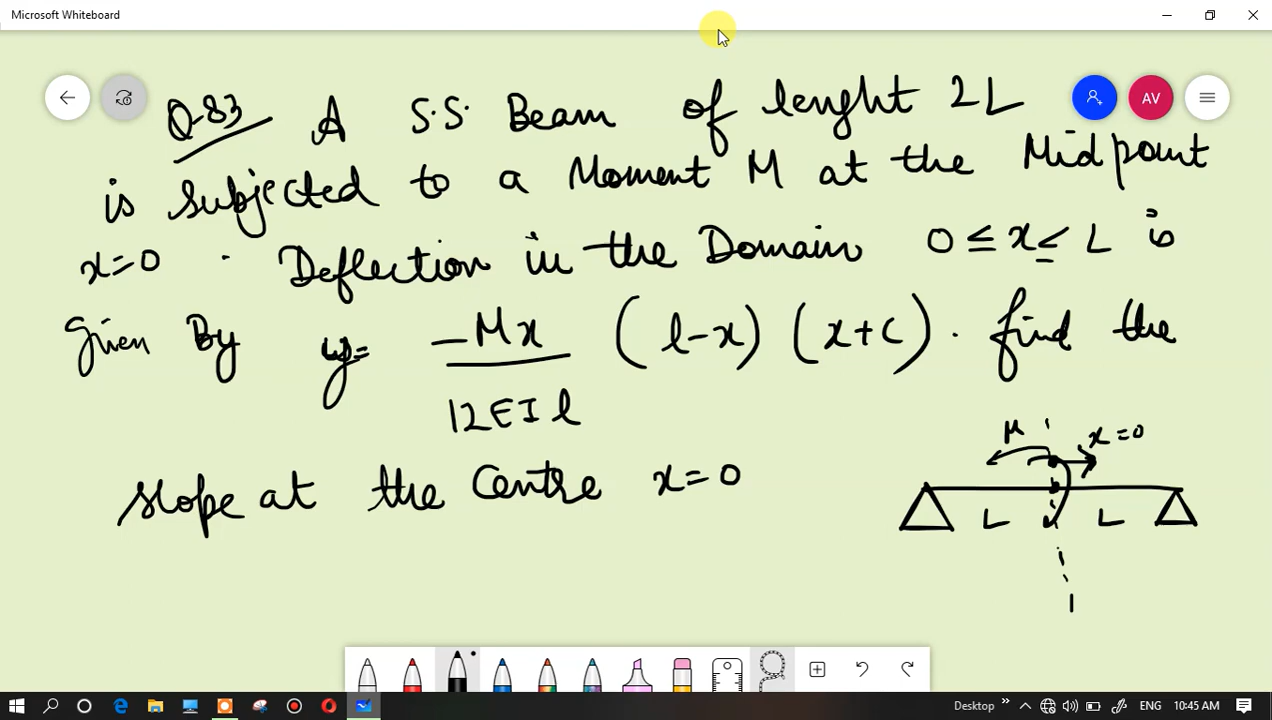 Microsoft Whiteboard
AV
Q-83 A S.S. Beam of lenght 2L
is subjected to a Moment M at the Midpoint
x=0 . Deflection in the Domain 0 ≤ x ≤ L is
Given By y= -Mx/12EIl (l-x) (x+c). find the
slope at the Centre x=0
M x=0
L L
Desktop
ENG
10:45 AM